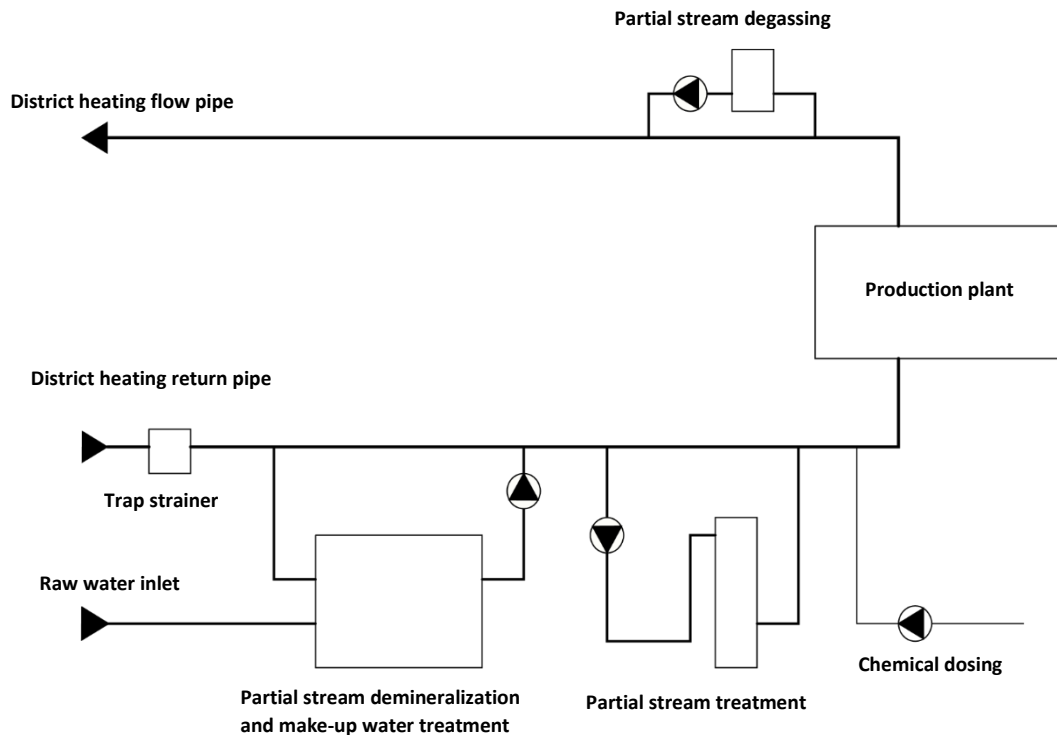 Partial stream degassing
District heating flow pipe
Production plant
District heating return pipe
Trap strainer
Raw water inlet
Chemical dosing
Partial stream demineralization
and make-up water treatment
Partial stream treatment